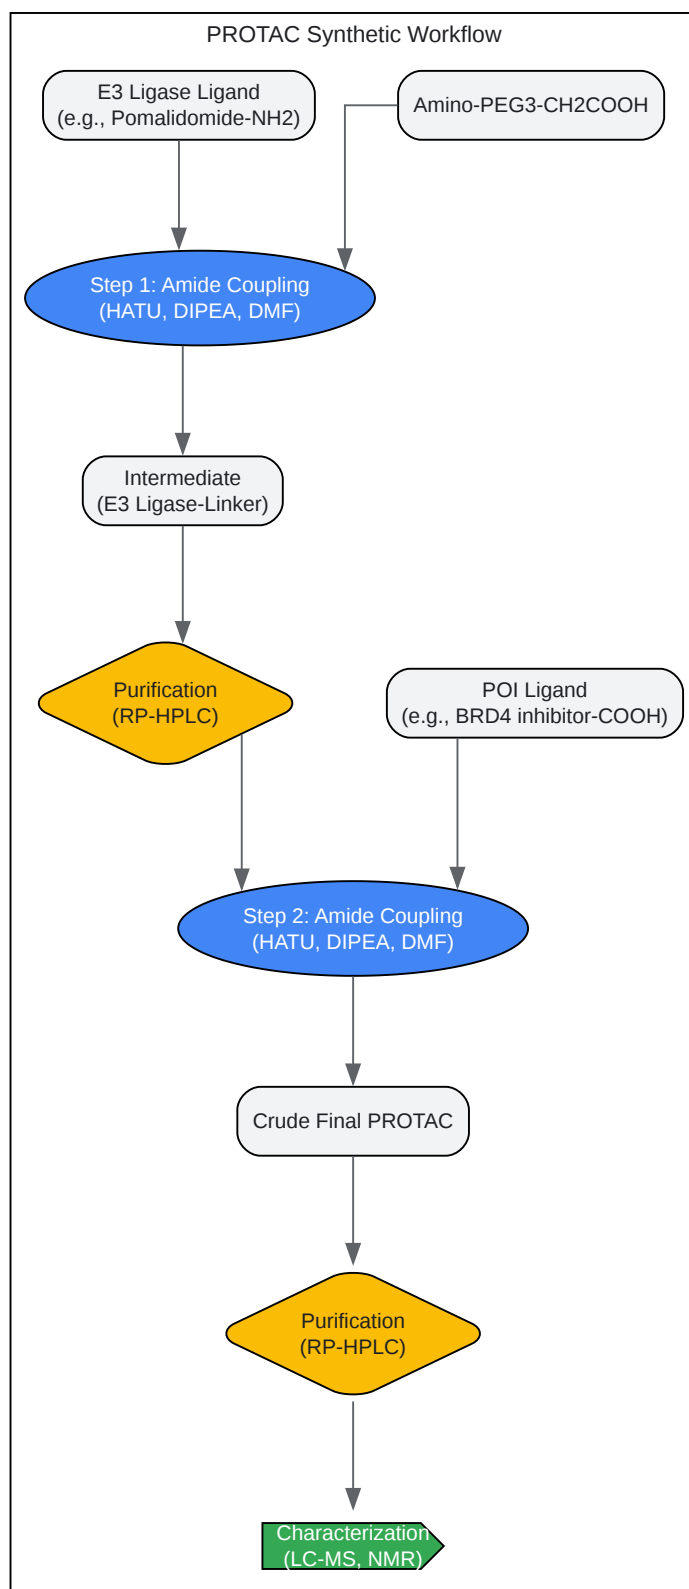 PROTAC Synthetic Workflow
E3 Ligase Ligand
(e.g., Pomalidomide-NH2)
Amino-PEG3-CH2COOH
Step 1: Amide Coupling
(HATU, DIPEA, DMF)
Intermediate
(E3 Ligase-Linker)
Purification
(RP-HPLC)
POI Ligand
(e.g., BRD4 inhibitor-COOH)
Step 2: Amide Coupling
(HATU, DIPEA, DMF)
Crude Final PROTAC
Purification
(RP-HPLC)
Characterization
(LC-MS, NMR)